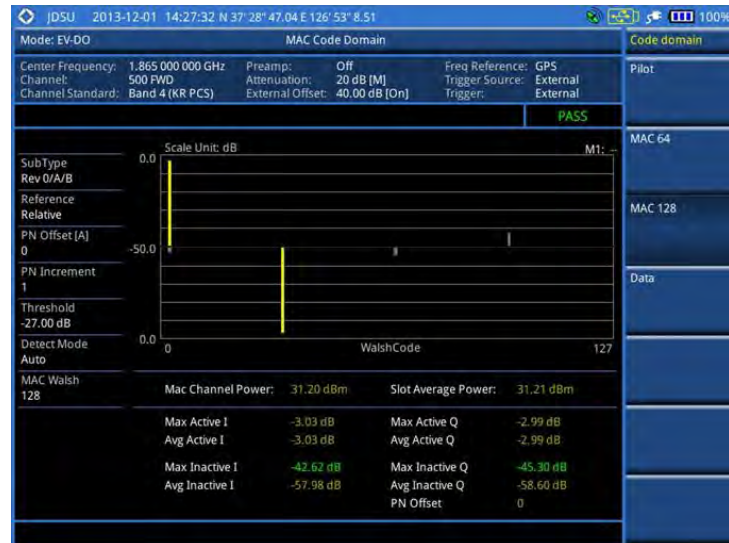 JDSU 2013-12-01 14:27:32 N 37' 28" 47.04 E 126' 53" 8.51 100%
Mode: EV-DO MAC Code Domain Code domain
Center Frequency: 1.865 000 000 GHz Preamp: Off Freq Reference: GPS
Channel: 500 FWD Attenuation: 20 dB [M] Trigger Source: External
Channel Standard: Band 4 (KR PCS) External Offset: 40.00 dB [On] Trigger: External
Pilot
PASS
MAC 64
Scale Unit: dB M1: --
0.0
SubType
Rev 0/A/B
Reference
Relative
MAC 128
PN Offset [A]
0
-50.0
PN Increment
1
Data
Threshold
-27.00 dB
Detect Mode
Auto
0.0
0 WalshCode 127
MAC Walsh
128
Mac Channel Power: 31.20 dBm Slot Average Power: 31.21 dBm
Max Active I -3.03 dB Max Active Q -2.99 dB
Avg Active I -3.03 dB Avg Active Q -2.99 dB
Max Inactive I -42.62 dB Max Inactive Q -45.30 dB
Avg Inactive I -57.98 dB Avg Inactive Q -58.60 dB
PN Offset 0